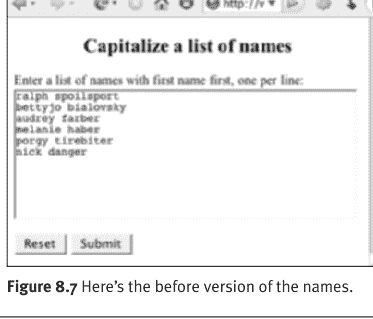 http://v
Capitalize a list of names
Enter a list of names with first name first, one per line:
ralph spoilsport
bettyjo bialovsky
audrey farber
melanie haber
porgy tirebiter
nick danger
Reset Submit
Figure 8.7 Here's the before version of the names.